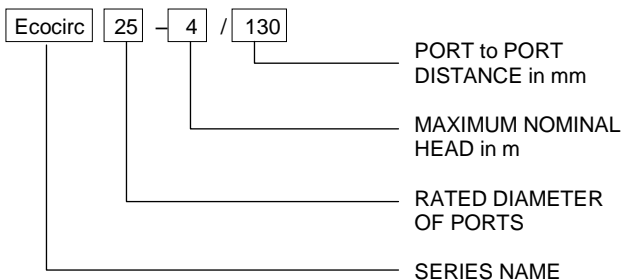 Ecocirc 25 – 4 / 130
PORT to PORT
DISTANCE in mm
MAXIMUM NOMINAL
HEAD in m
RATED DIAMETER
OF PORTS
SERIES NAME